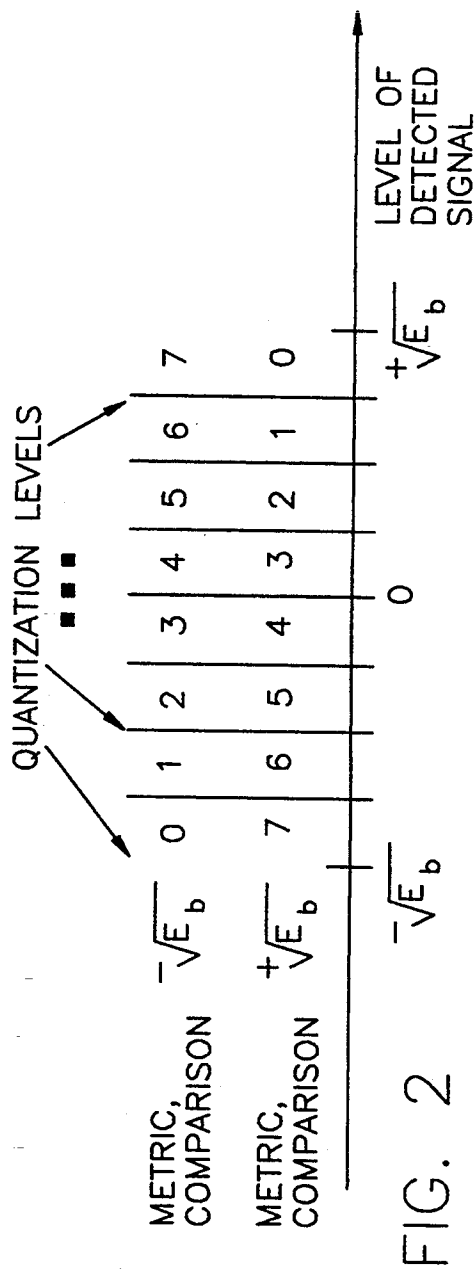 QUANTIZATION LEVELS
■ ■ ■
METRIC, COMPARISON −√E_b 0 1 2 3 4 5 6 7
METRIC, COMPARISON +√E_b 7 6 5 4 3 2 1 0
−√E_b 0 +√E_b
LEVEL OF
DETECTED
SIGNAL
FIG. 2